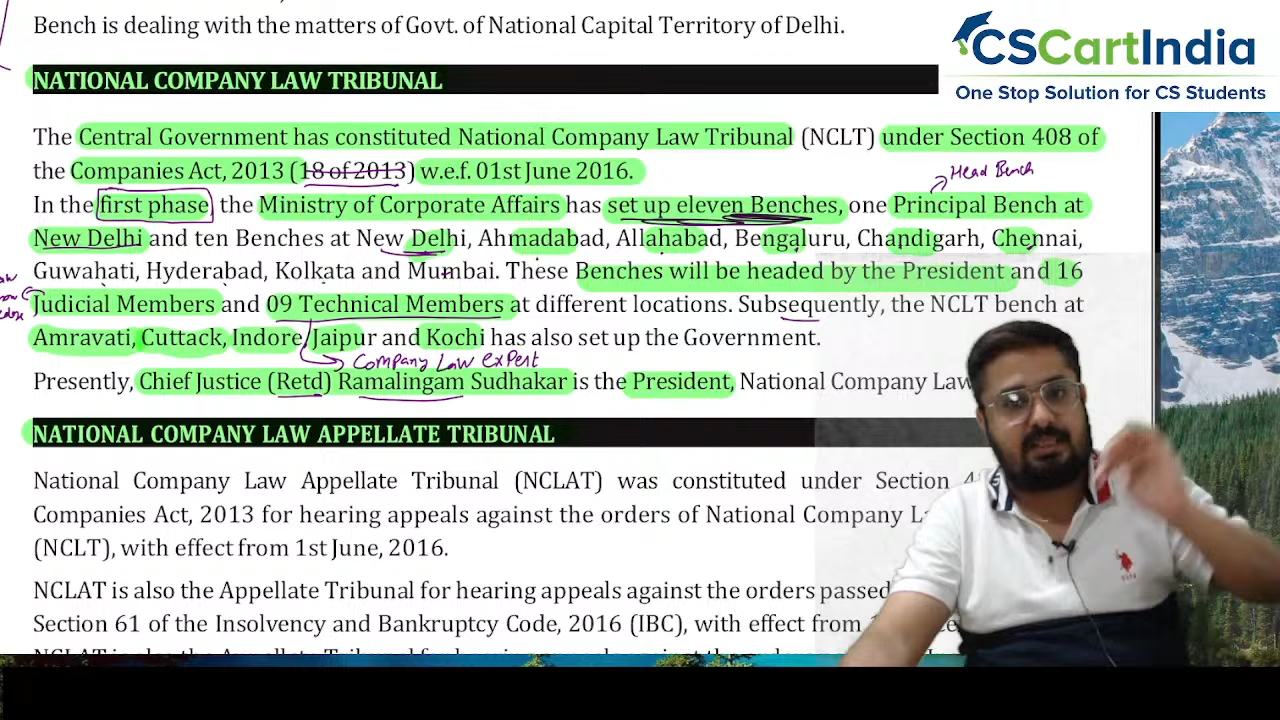 Bench is dealing with the matters of Govt. of National Capital Territory of Delhi.
CSCartIndia
One Stop Solution for CS Students
NATIONAL COMPANY LAW TRIBUNAL
The Central Government has constituted National Company Law Tribunal (NCLT) under Section 408 of
the Companies Act, 2013 (18 of 2013) w.e.f. 01st June 2016.
Head Bench
In the first phase the Ministry of Corporate Affairs has set up eleven Benches, one Principal Bench at
New Delhi and ten Benches at New Delhi, Ahmadabad, Allahabad, Bengaluru, Chandigarh, Chennai,
Guwahati, Hyderabad, Kolkata and Mumbai. These Benches will be headed by the President and 16
Judicial Members and 09 Technical Members at different locations. Subsequently, the NCLT bench at
Amravati, Cuttack, Indore, Jaipur and Kochi has also set up the Government.
Company Law expert
Presently, Chief Justice (Retd) Ramalingam Sudhakar is the President, National Company Law
NATIONAL COMPANY LAW APPELLATE TRIBUNAL
National Company Law Appellate Tribunal (NCLAT) was constituted under Section
Companies Act, 2013 for hearing appeals against the orders of National Company
(NCLT), with effect from 1st June, 2016.
NCLAT is also the Appellate Tribunal for hearing appeals against the orders passed
Section 61 of the Insolvency and Bankruptcy Code, 2016 (IBC), with effect from